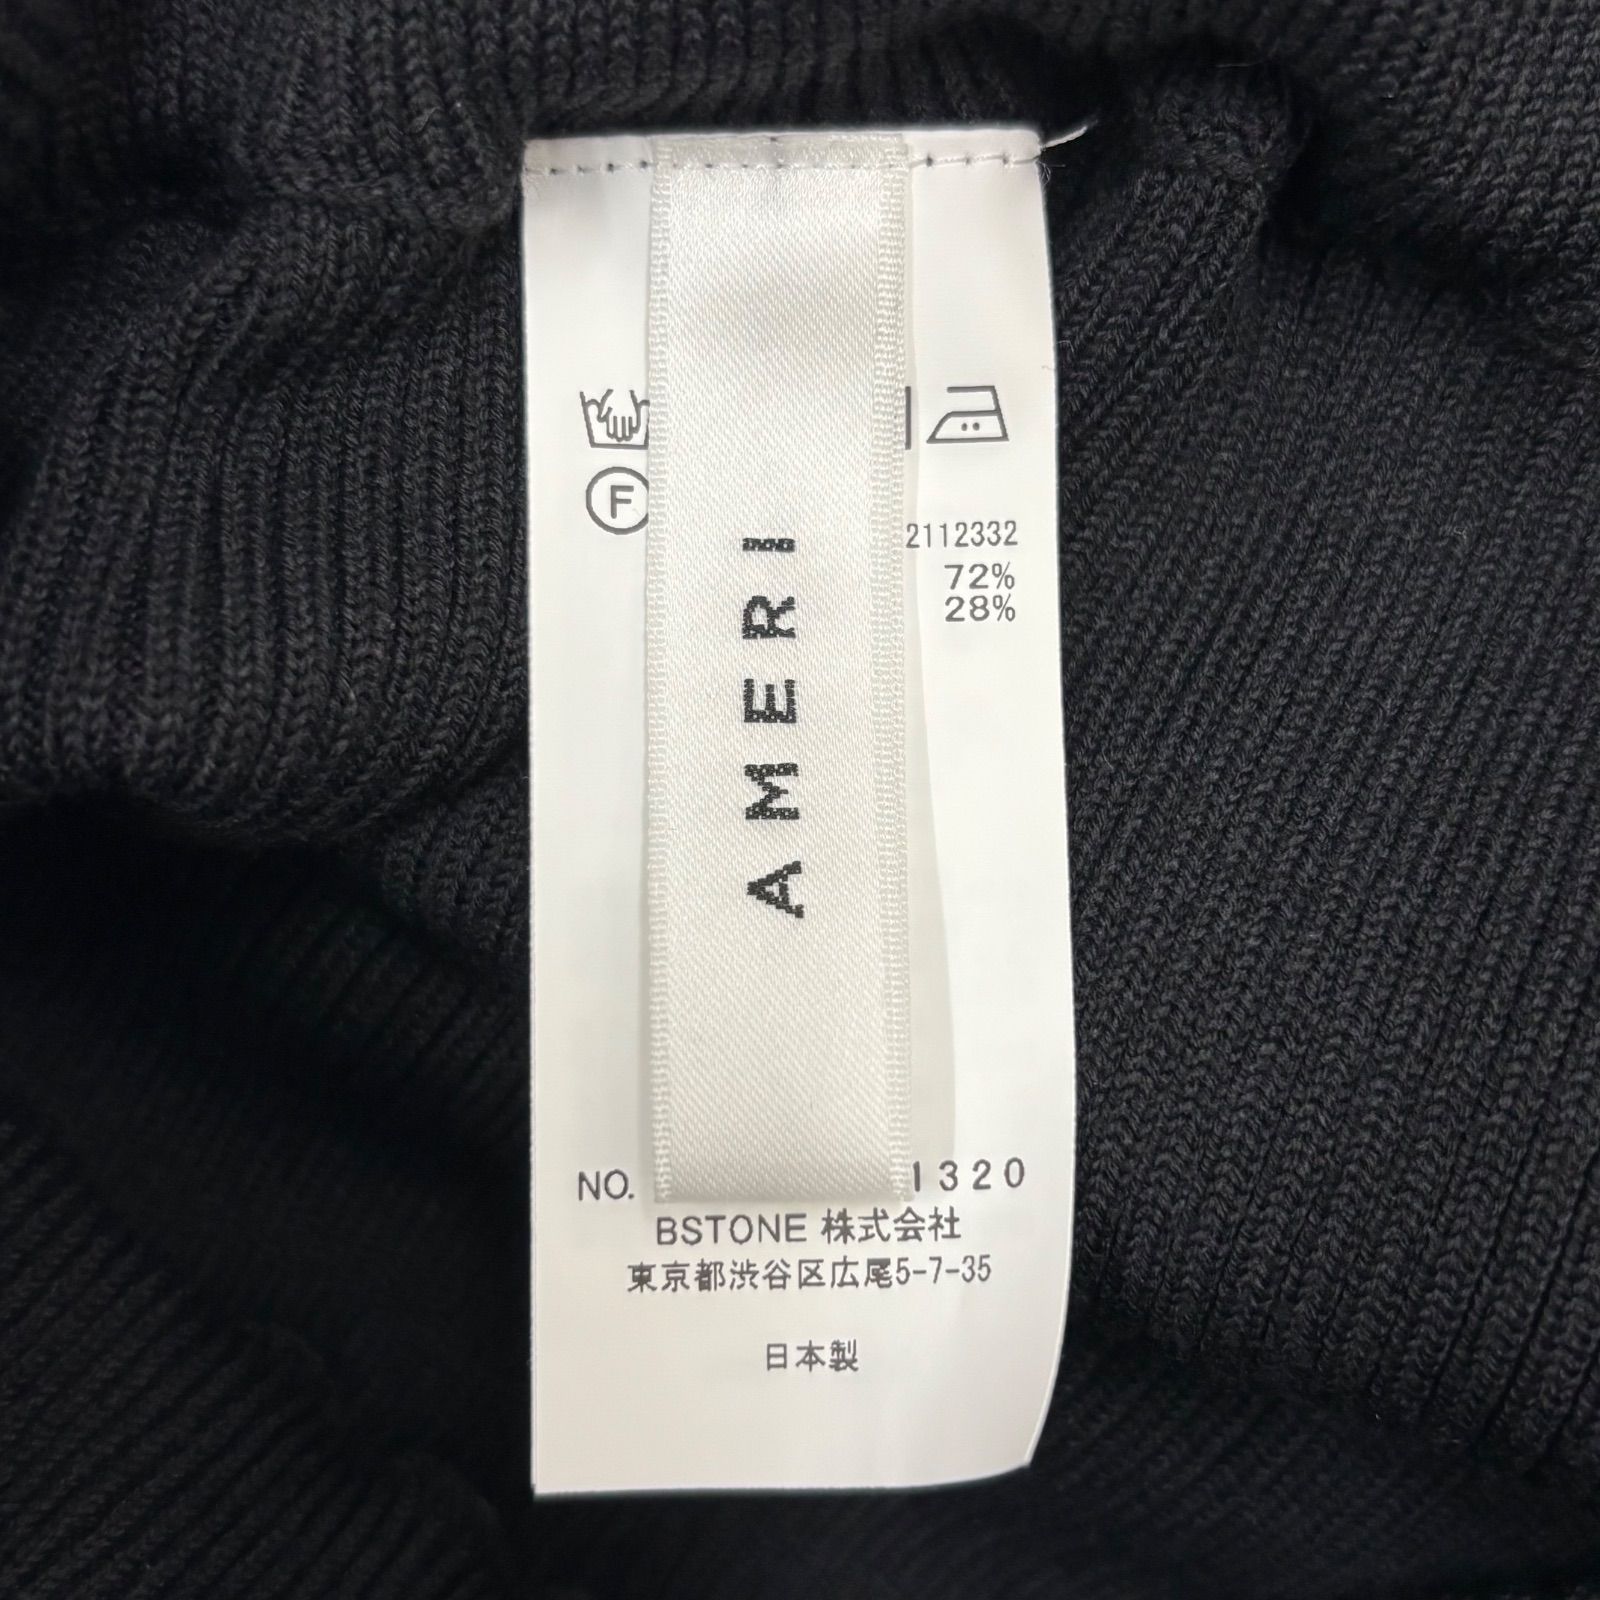 F
2112332
72%
28%
AMERI
NO. 1320
BSTONE 株式会社
東京都渋谷区広尾5-7-35
日本製